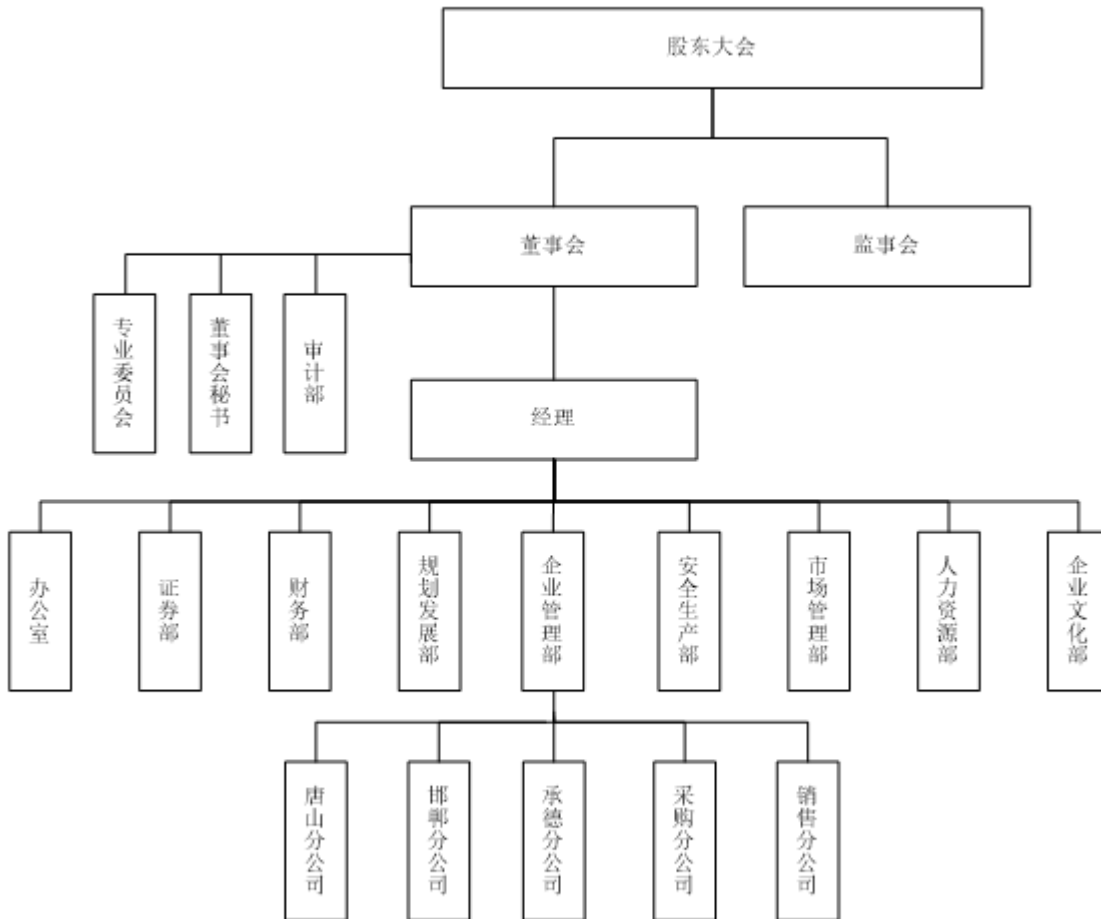 股东大会
董事会
监事会
专业委员会
董事会秘书
审计部
经理
办公室
证券部
财务部
规划发展部
企业管理部
安全生产部
市场管理部
人力资源部
企业文化部
唐山分公司
邯郸分公司
承德分公司
采购分公司
销售分公司